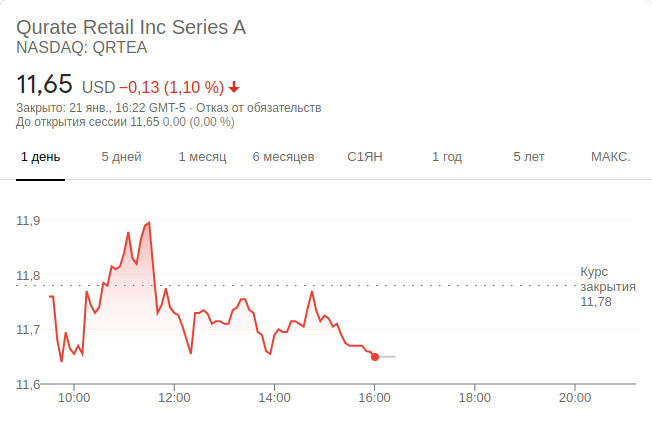 Qurate Retail Inc Series A
NASDAQ: QRTEA
11,65 USD −0,13 (1,10 %)
Закрыто: 21 янв., 16:22 GMT-5 · Отказ от обязательств
До открытия сессии 11,65 0,00 (0,00 %)
1 день 5 дней 1 месяц 6 месяцев С1ЯН 1 год 5 лет МАКС.
11,9
11,8
Курс
закрытия
11,78
11,7
11,6
10:00 12:00 14:00 16:00 18:00 20:00